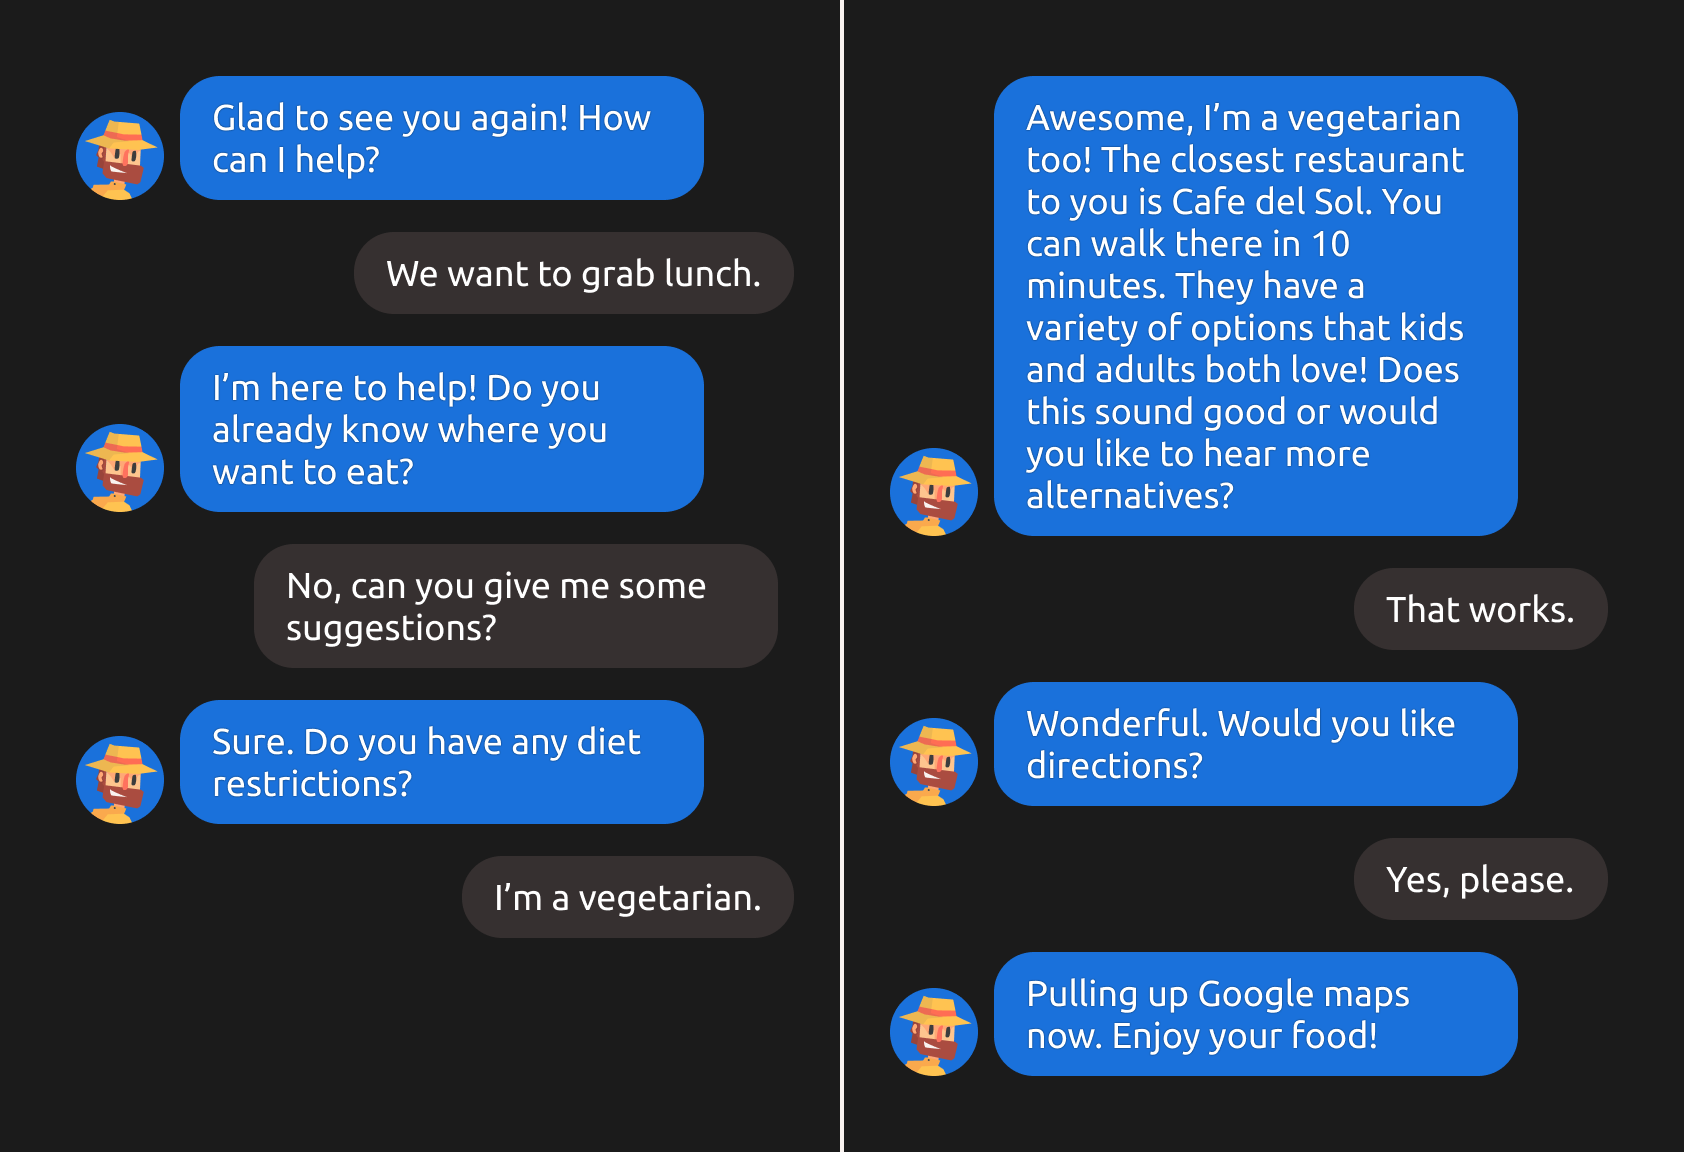 Glad to see you again! How
can I help?
We want to grab lunch.
I’m here to help! Do you
already know where you
want to eat?
No, can you give me some
suggestions?
Sure. Do you have any diet
restrictions?
I’m a vegetarian.
Awesome, I’m a vegetarian
too! The closest restaurant
to you is Cafe del Sol. You
can walk there in 10
minutes. They have a
variety of options that kids
and adults both love! Does
this sound good or would
you like to hear more
alternatives?
That works.
Wonderful. Would you like
directions?
Yes, please.
Pulling up Google maps
now. Enjoy your food!